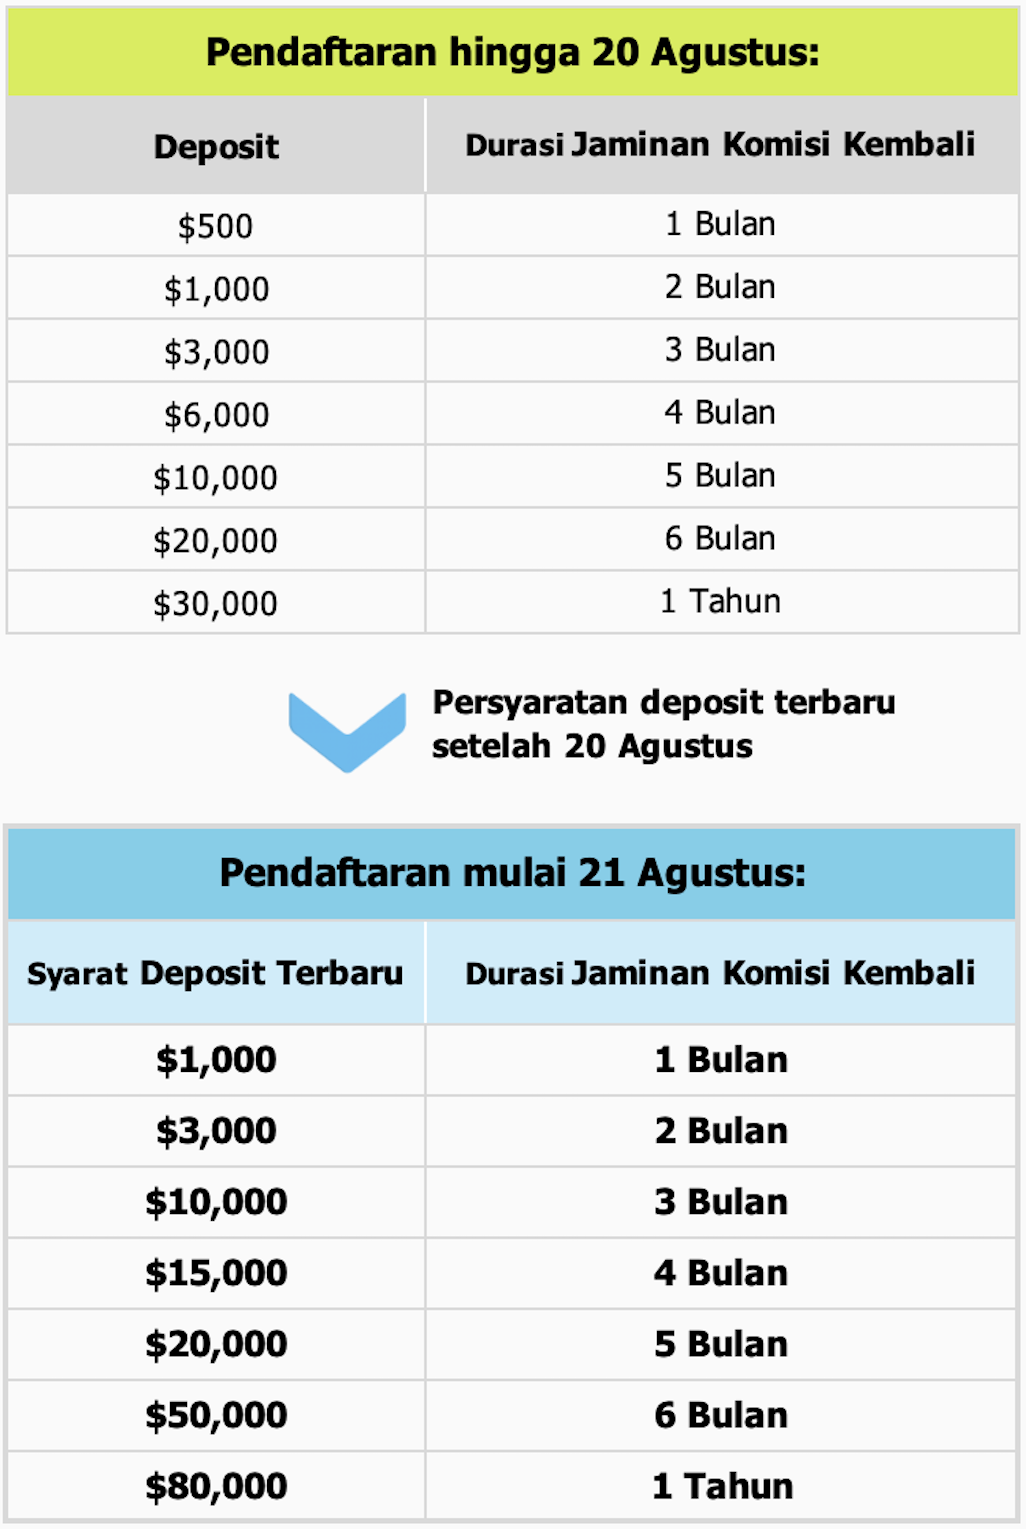 Pendaftaran hingga 20 Agustus:
Deposit Durasi Jaminan Komisi Kembali
$500 1 Bulan
$1,000 2 Bulan
$3,000 3 Bulan
$6,000 4 Bulan
$10,000 5 Bulan
$20,000 6 Bulan
$30,000 1 Tahun
Persyaratan deposit terbaru
setelah 20 Agustus
Pendaftaran mulai 21 Agustus:
Syarat Deposit Terbaru Durasi Jaminan Komisi Kembali
$1,000 1 Bulan
$3,000 2 Bulan
$10,000 3 Bulan
$15,000 4 Bulan
$20,000 5 Bulan
$50,000 6 Bulan
$80,000 1 Tahun